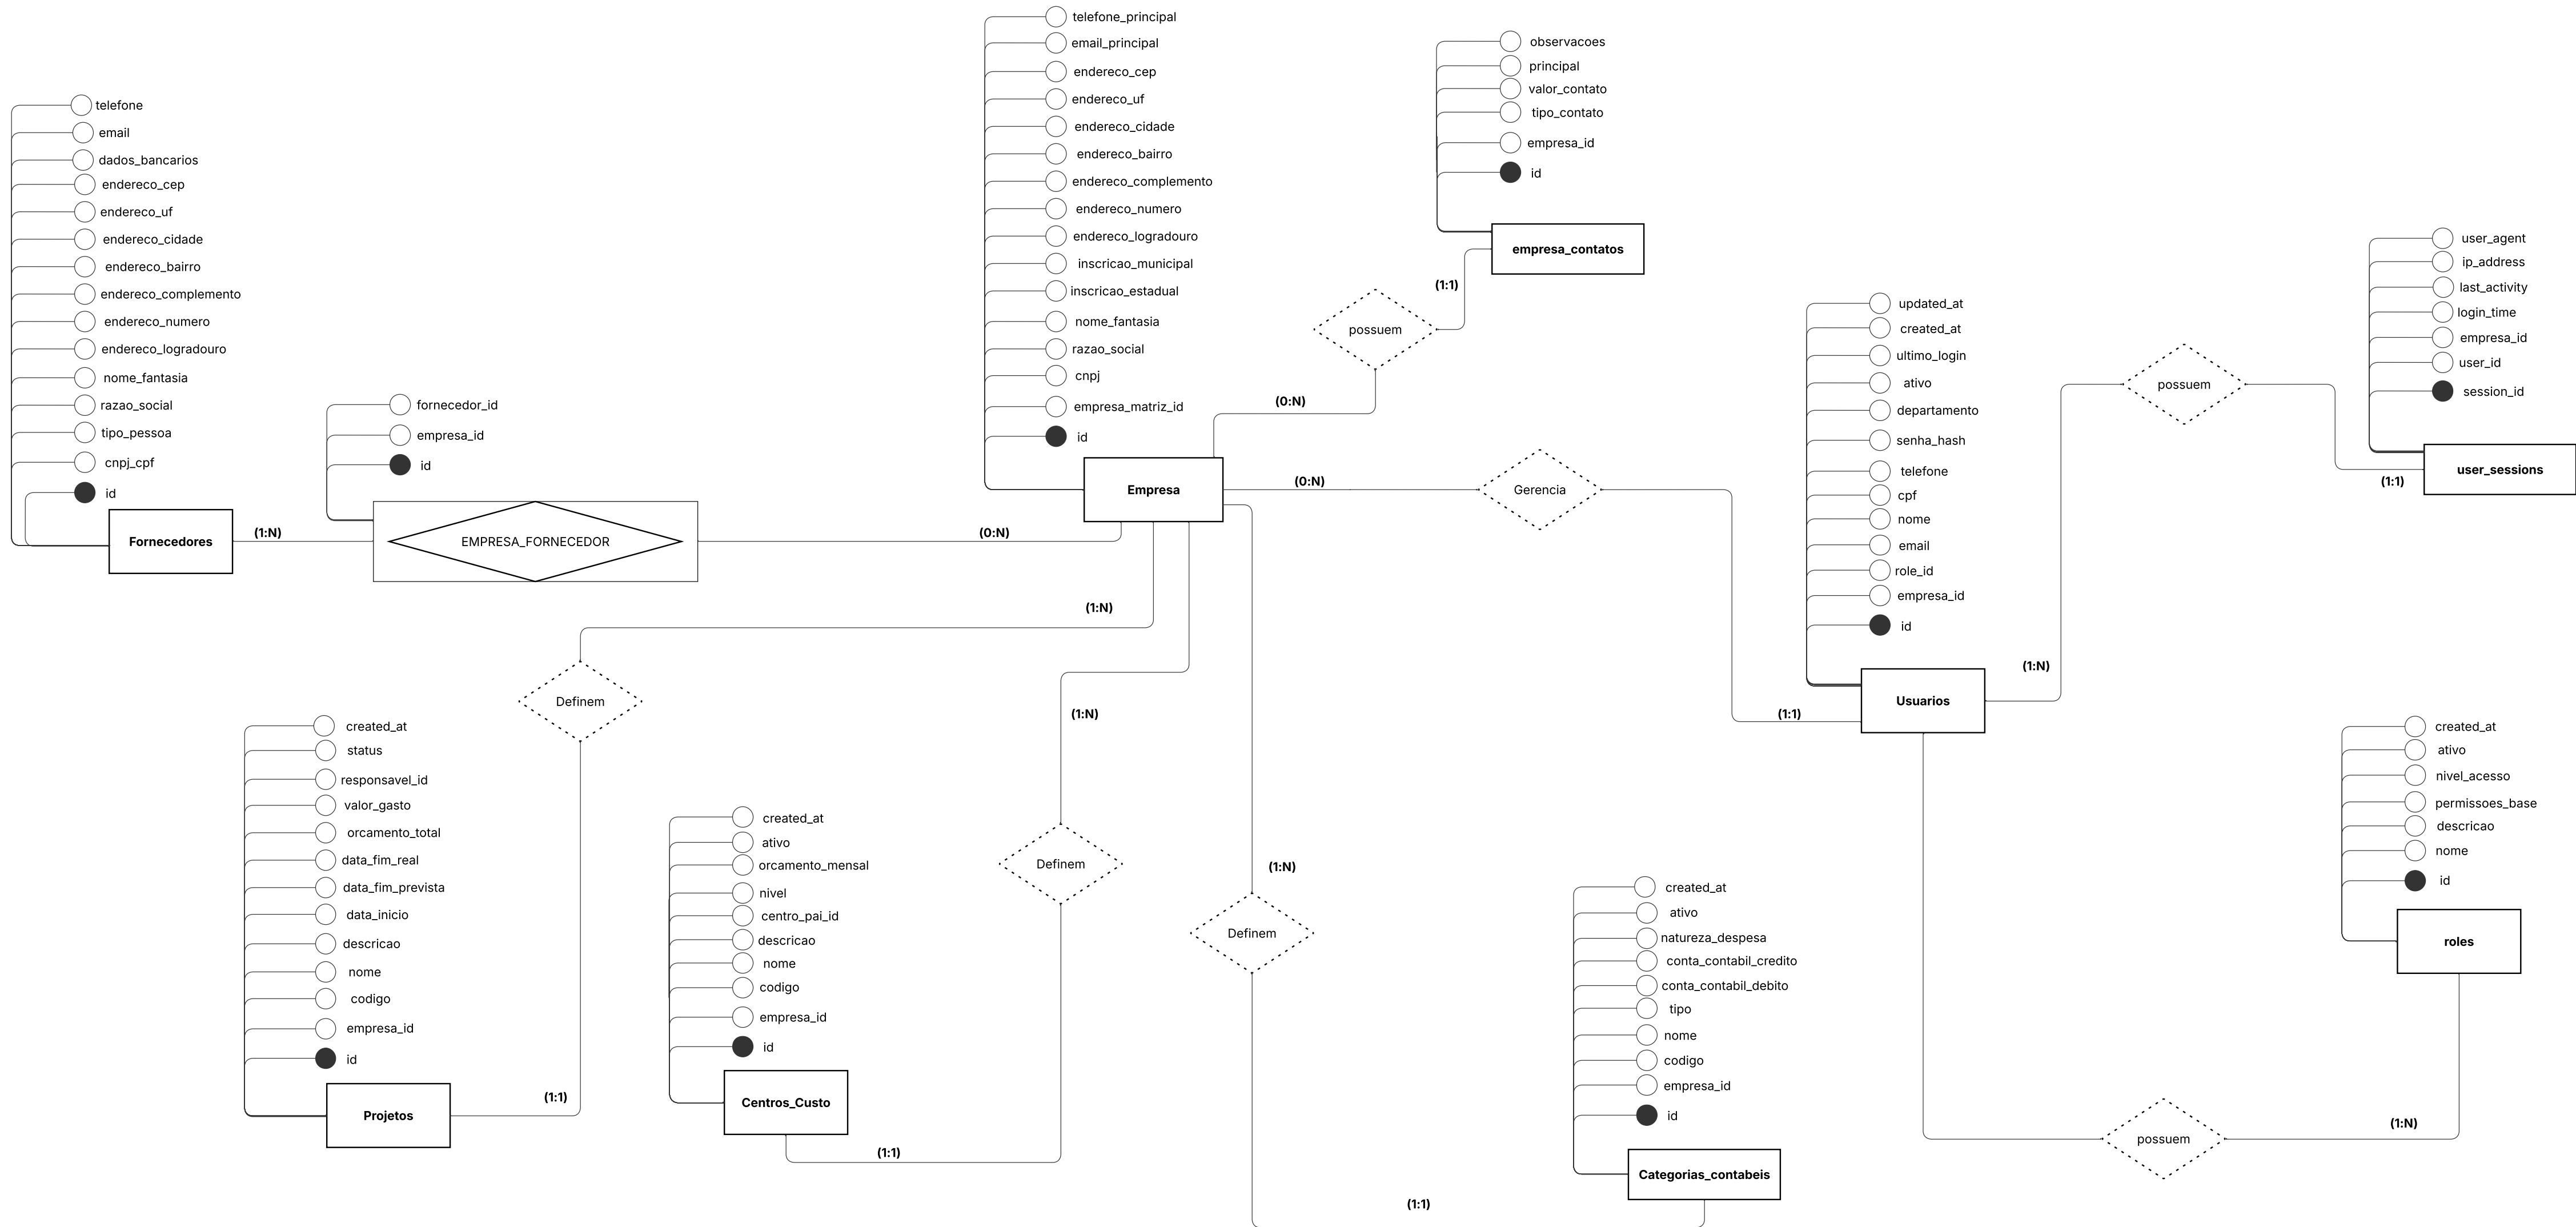 telefone
email
dados_bancarios
endereco_cep
endereco_uf
endereco_cidade
endereco_bairro
endereco_complemento
endereco_numero
endereco_logradouro
nome_fantasia
razao_social
tipo_pessoa
cnpj_cpf
id
Fornecedores
(1:N)
fornecedor_id
empresa_id
id
EMPRESA_FORNECEDOR
(0:N)
telefone_principal
email_principal
endereco_cep
endereco_uf
endereco_cidade
endereco_bairro
endereco_complemento
endereco_numero
endereco_logradouro
inscricao_municipal
inscricao_estadual
nome_fantasia
razao_social
cnpj
empresa_matriz_id
id
Empresa
(0:N)
possuem
(1:1)
observacoes
principal
valor_contato
tipo_contato
empresa_id
id
empresa_contatos
(0:N)
Gerencia
(1:1)
updated_at
created_at
ultimo_login
ativo
departamento
senha_hash
telefone
cpf
nome
email
role_id
empresa_id
id
Usuarios
(1:N)
possuem
(1:1)
user_agent
ip_address
last_activity
login_time
empresa_id
user_id
session_id
user_sessions
(1:N)
Definem
(1:1)
created_at
status
responsavel_id
valor_gasto
orcamento_total
data_fim_real
data_fim_prevista
data_inicio
descricao
nome
codigo
empresa_id
id
Projetos
(1:N)
Definem
(1:1)
created_at
ativo
orcamento_mensal
nivel
centro_pai_id
descricao
nome
codigo
empresa_id
id
Centros_Custo
(1:N)
Definem
(1:1)
created_at
ativo
natureza_despesa
conta_contabil_credito
conta_contabil_debito
tipo
nome
codigo
empresa_id
id
Categorias_contabeis
created_at
ativo
nivel_acesso
permissoes_base
descricao
nome
id
roles
possuem
(1:N)